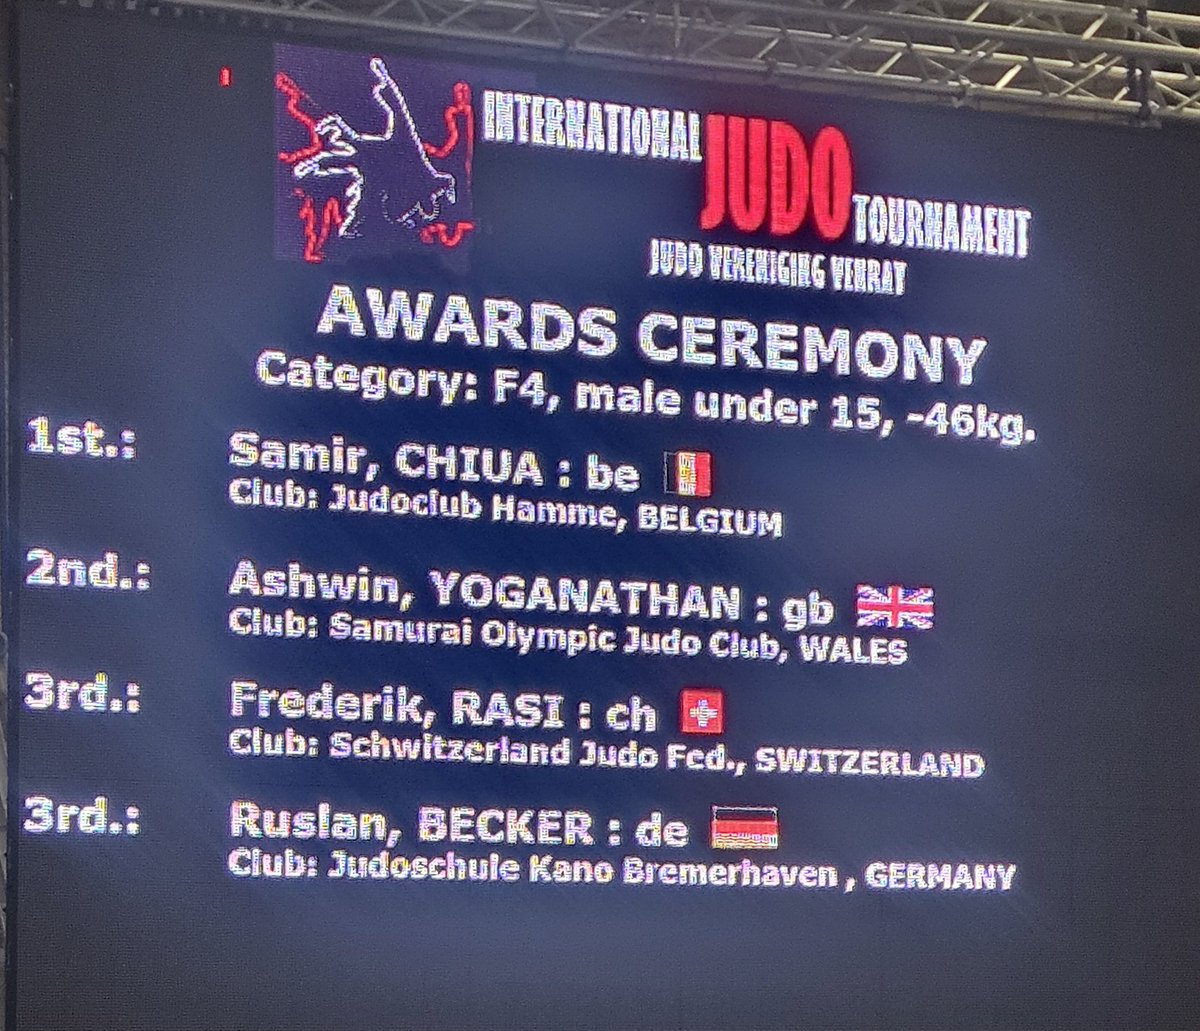 INTERNATIONAL JUDO TOURNAMENT
JUDO VERENIGING VENRAY
AWARDS CEREMONY
Category: F4, male under 15, -46kg.
1st.: Samir, CHIUA : be
Club: Judoclub Hamme, BELGIUM
2nd.: Ashwin, YOGANATHAN : gb
Club: Samurai Olympic Judo Club, WALES
3rd.: Frederik, RASI : ch
Club: Schwitzerland Judo Fed., SWITZERLAND
3rd.: Ruslan, BECKER : de
Club: Judoschule Kano Bremerhaven , GERMANY